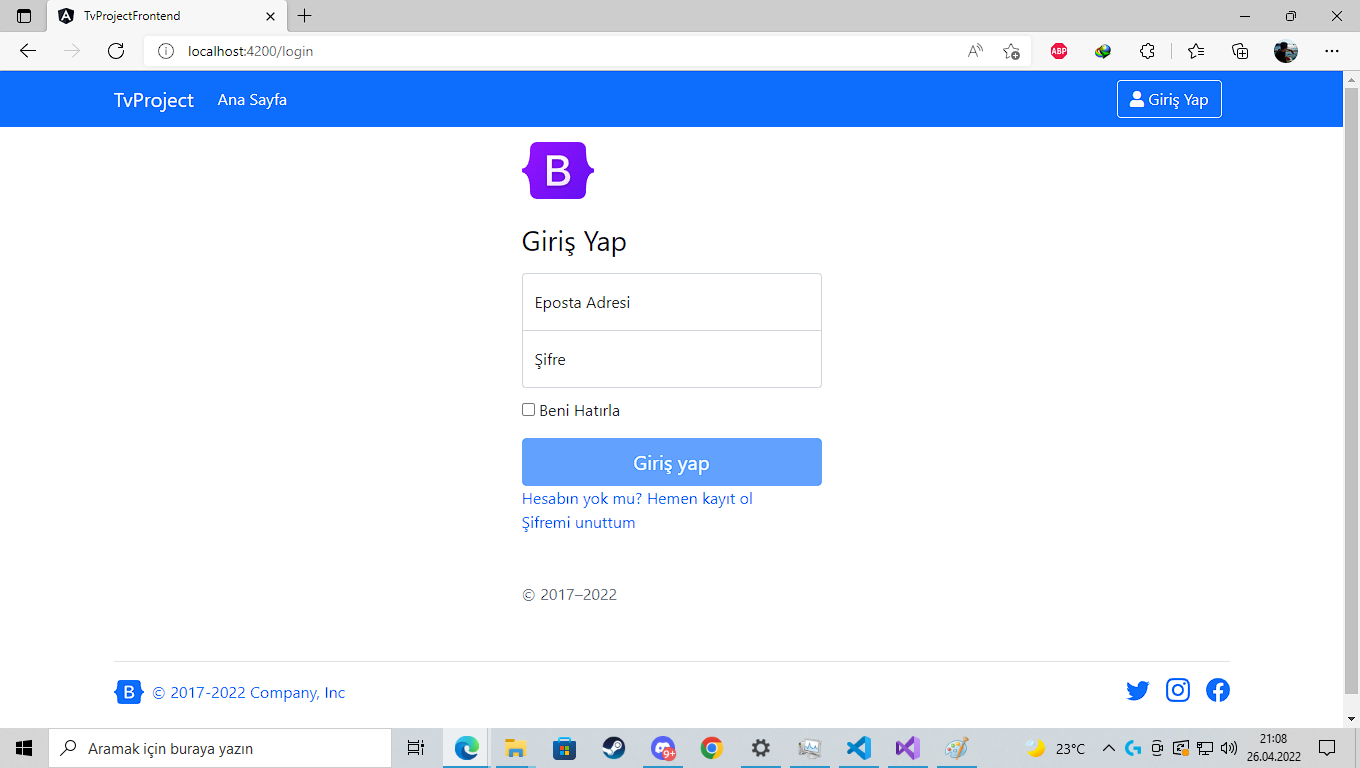 TvProjectFrontend
localhost:4200/login
ABP
TvProject Ana Sayfa Giriş Yap
B
Giriş Yap
Eposta Adresi
Şifre
Beni Hatırla
Giriş yap
Hesabın yok mu? Hemen kayıt ol
Şifremi unuttum
© 2017–2022
B © 2017-2022 Company, Inc
Aramak için buraya yazın
9+
23°C
21:08
26.04.2022